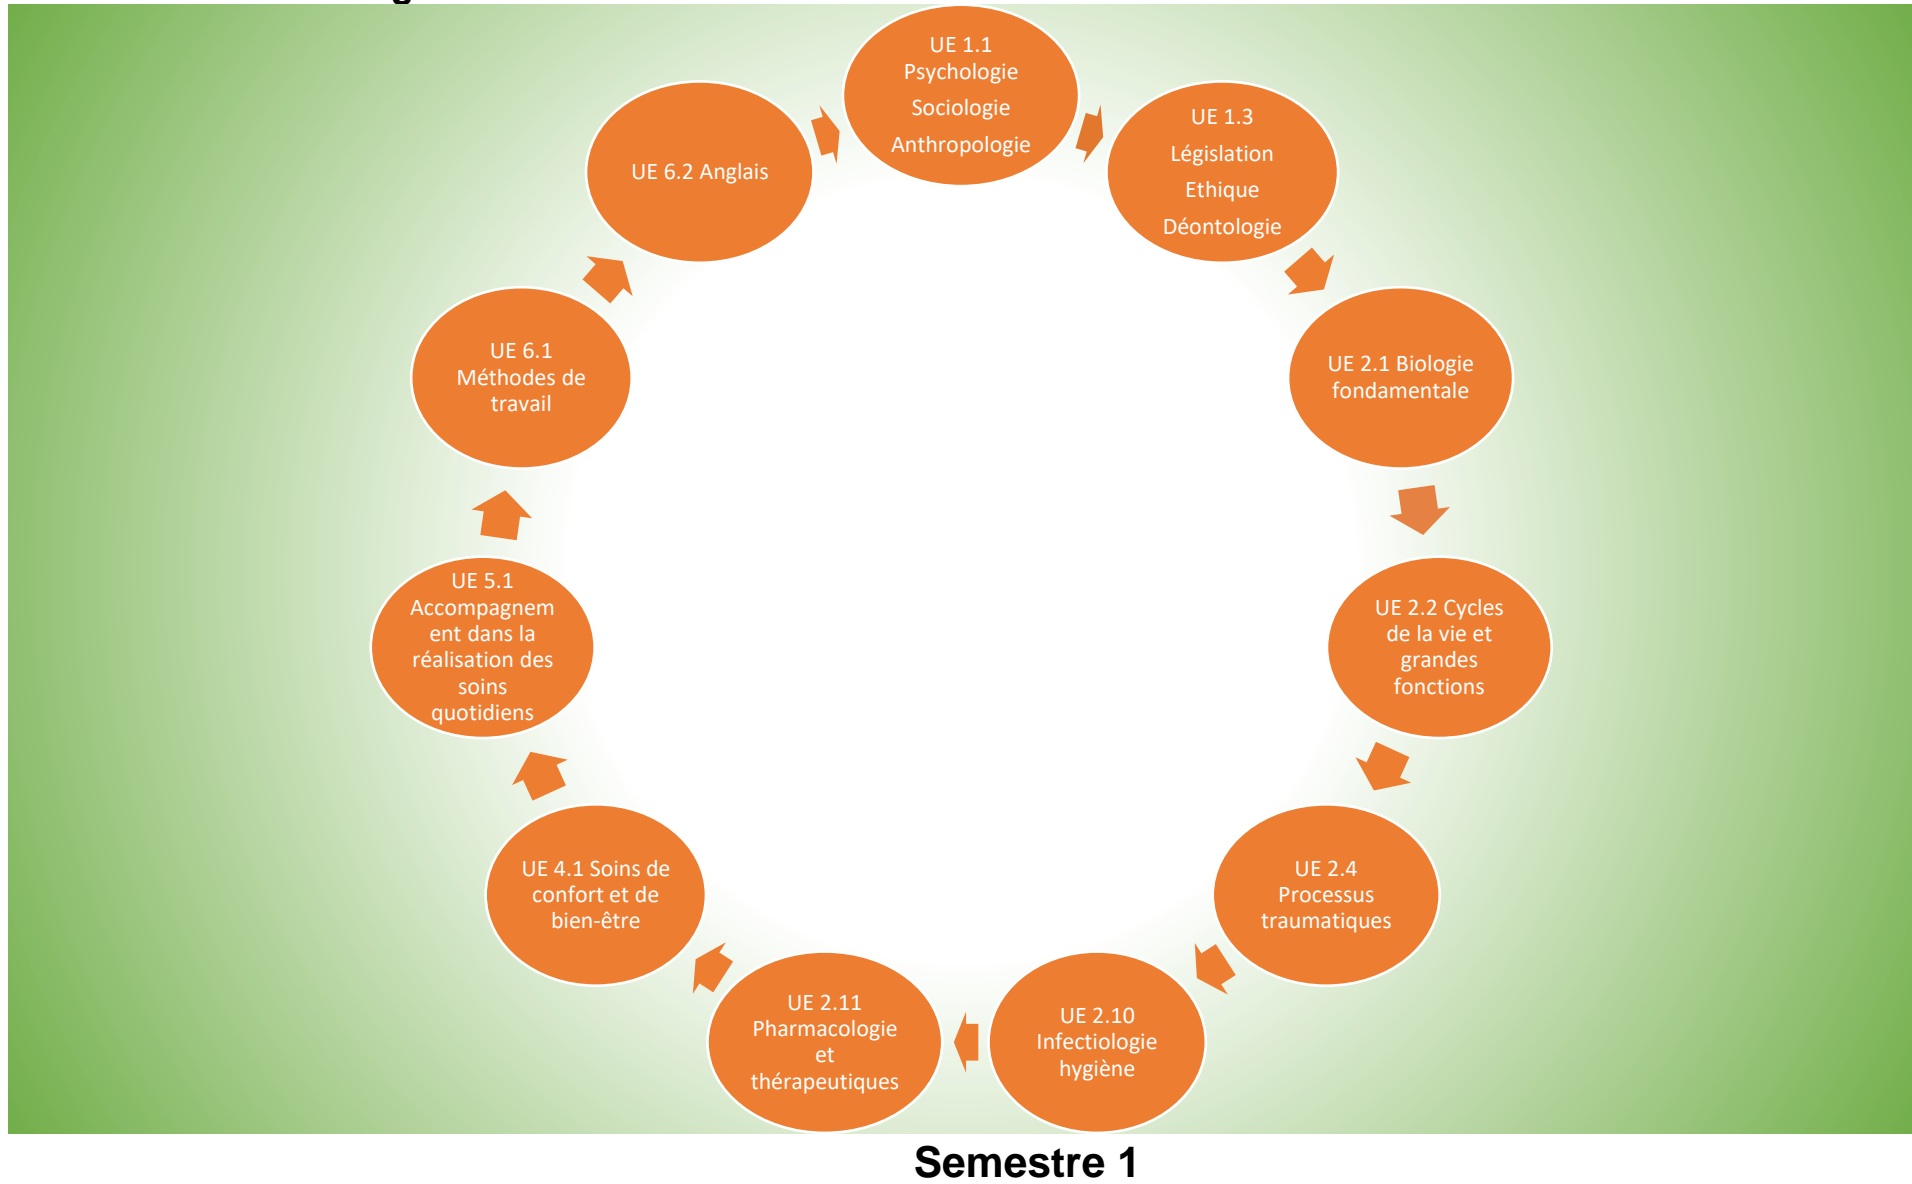 UE 1.1
Psychologie
Sociologie
Anthropologie
UE 1.3
Législation
Ethique
Déontologie
UE 2.1 Biologie
fondamentale
UE 2.2 Cycles
de la vie et
grandes
fonctions
UE 2.4
Processus
traumatiques
UE 2.10
Infectiologie
hygiène
UE 2.11
Pharmacologie
et
thérapeutiques
UE 4.1 Soins de
confort et de
bien-être
UE 5.1
Accompagnem
ent dans la
réalisation des
soins
quotidiens
UE 6.1
Méthodes de
travail
UE 6.2 Anglais
Semestre 1